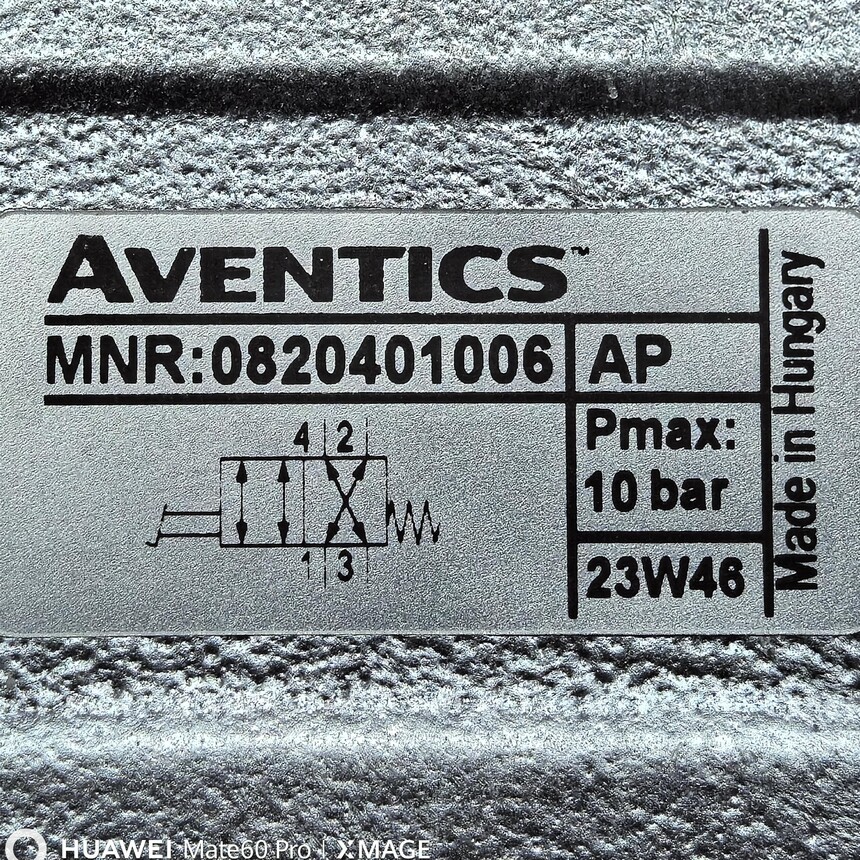 AVENTICS™
MNR:0820401006
AP
Pmax:
10 bar
4 2
1 3
23W46
Made in Hungary
HUAWEI Mate60 Pro | XMAGE